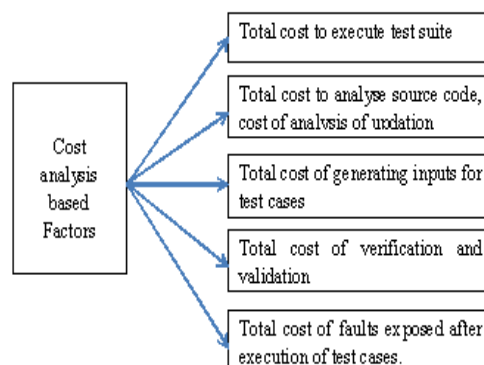 Cost
analysis
based
Factors
Total cost to execute test suite
Total cost to analyse source code,
cost of analysis of updation
Total cost of generating inputs for
test cases
Total cost of verification and
validation
Total cost of faults exposed after
execution of test cases.